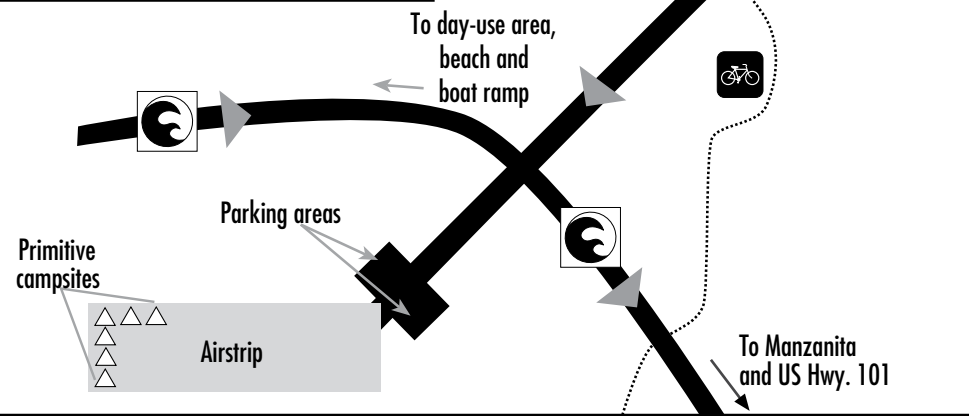 To day-use area,
beach and
boat ramp
Parking areas
Primitive
campsites
Airstrip
To Manzanita
and US Hwy. 101